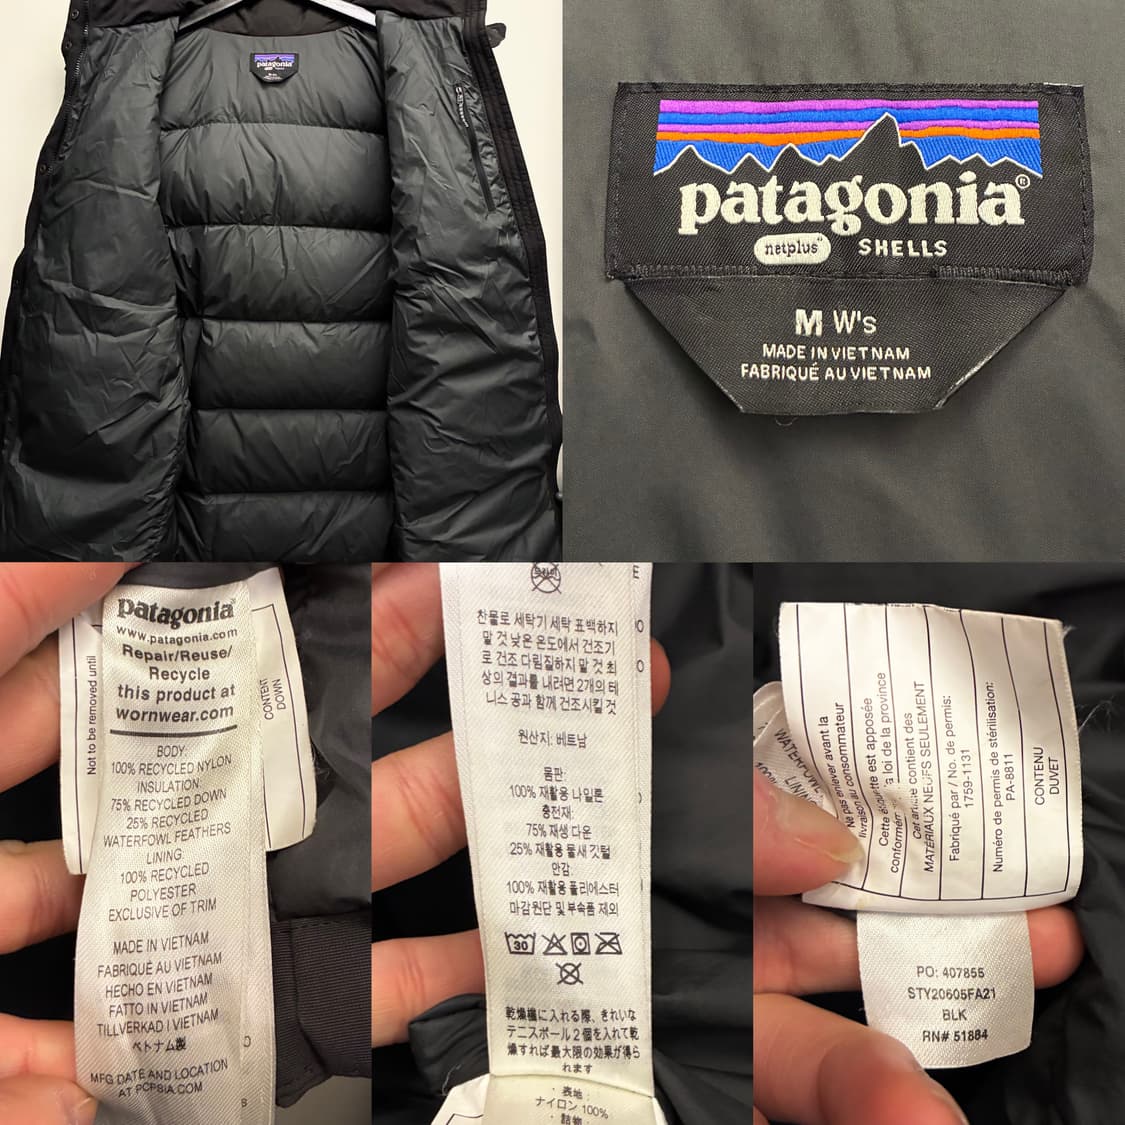 patagonia
patagonia®
netplus™ SHELLS
M W's
MADE IN VIETNAM
FABRIQUÉ AU VIETNAM
Not to be removed until
patagonia®
www.patagonia.com
Repair/Reuse/
Recycle
this product at
wornwear.com
BODY:
100% RECYCLED NYLON
INSULATION:
75% RECYCLED DOWN
25% RECYCLED
WATERFOWL FEATHERS
LINING:
100% RECYCLED
POLYESTER
EXCLUSIVE OF TRIM
MADE IN VIETNAM
FABRIQUÉ AU VIETNAM
HECHO EN VIETNAM
FATTO IN VIETNAM
TILLVERKAD I VIETNAM
ベトナム製
MFG DATE AND LOCATION
AT PCPSIA.COM
CONTENT
DOWN
찬물로 세탁기 세탁 표백하지
말 것 낮은 온도에서 건조기
로 건조 다림질하지 말 것 최
상의 결과를 내려면 2개의 테
니스 공과 함께 건조시킬 것
원산지: 베트남
몸판:
100% 재활용 나일론
충전재:
75% 재생 다운
25% 재활용 물새 깃털
안감:
100% 재활용 폴리에스터
마감원단 및 부속품 제외
30
乾燥機に入れる際、きれいな
テニスボール2個を入れて乾
燥すれば最大限の効果が得ら
れます
・表地:
ナイロン 100%
・詰物:
Ne pas enlever avant la
livraison au consommateur
Cette étiquette est apposée
conformém la loi de la province
Cet article contient des
MATÉRIAUX NEUFS SEULEMENT
Fabriqué par / No. de permis:
1759-1131
Numéro de permis de stérilisation:
PA-8811
CONTENU
DUVET
PO: 407855
STY20605FA21
BLK
RN# 51884